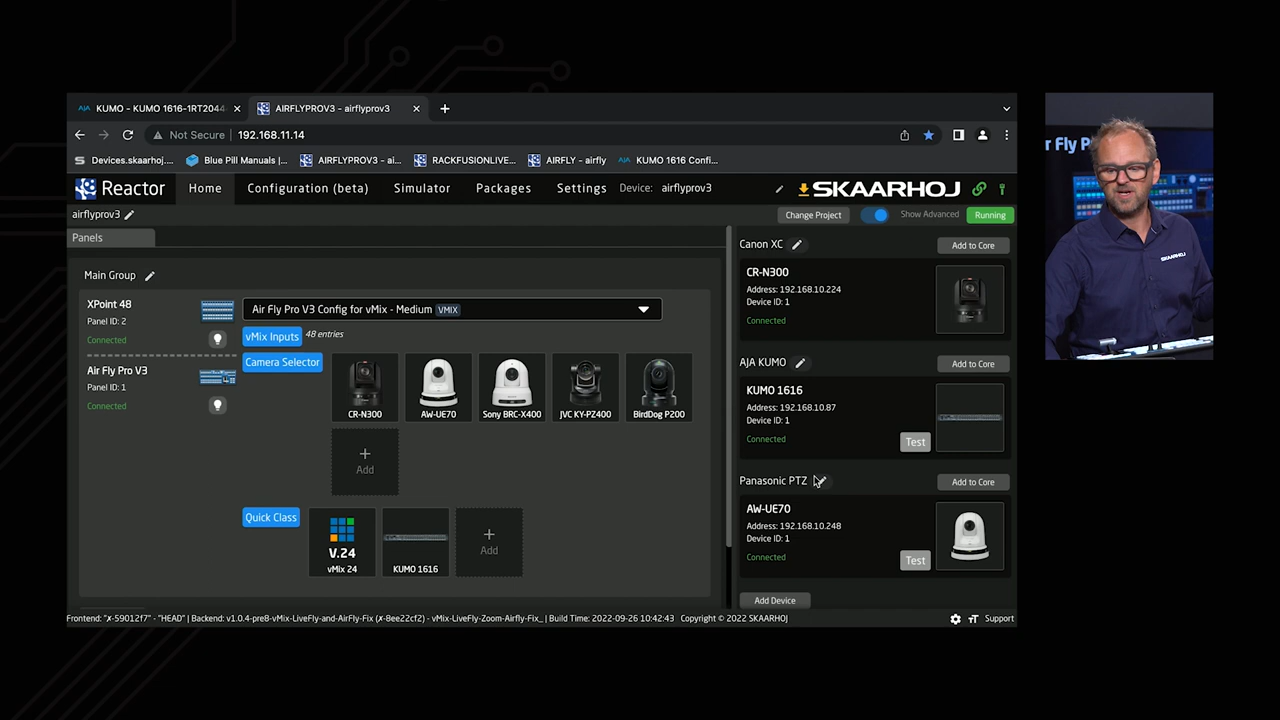 AJA KUMO - KUMO 1616-1RT2044
AIRFLYPROV3 - airflyprov3
Not Secure
192.168.11.14
Devices.skaarhoj....
Blue Pill Manuals |...
AIRFLYPROV3 - ai...
RACKFUSIONLIVE...
AIRFLY - airfly
AJA KUMO 1616 Confi...
Reactor
Home
Configuration (beta)
Simulator
Packages
Settings
Device: airflyprov3
SKAARHOJ
airflyprov3
Change Project
Show Advanced
Running
Panels
Main Group
XPoint 48
Panel ID: 2
Connected
Air Fly Pro V3 Config for vMix - Medium VMIX
vMix Inputs 48 entries
Air Fly Pro V3
Panel ID: 1
Connected
Camera Selector
CR-N300
AW-UE70
Sony BRC-X400
JVC KY-PZ400
BirdDog P200
+
Add
Quick Class
V.24
vMix 24
KUMO 1616
+
Add
Canon XC
Add to Core
CR-N300
Address: 192.168.10.224
Device ID: 1
Connected
AJA KUMO
Add to Core
KUMO 1616
Address: 192.168.10.87
Device ID: 1
Connected
Test
Panasonic PTZ
Add to Core
AW-UE70
Address: 192.168.10.248
Device ID: 1
Connected
Test
Add Device
Frontend: "x-59012f7" - "HEAD" | Backend: v1.0.4-pre8-vMix-LiveFly-and-AirFly-Fix (x-8ee22cf2) - vMix-LiveFly-Zoom-Airfly-Fix_ | Build Time: 2022-09-26 10:42:43 Copyright © 2022 SKAARHOJ
Support
r Fly P
SKAARHOJ